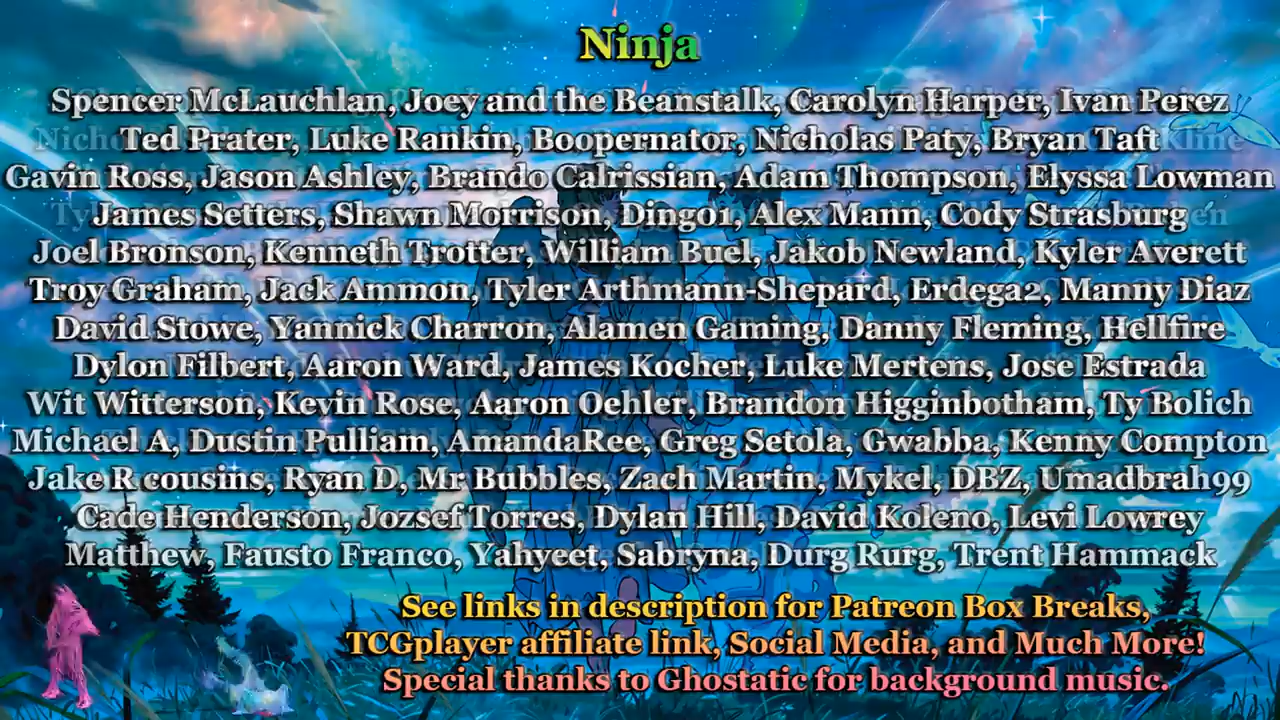 Ninja
Spencer McLauchlan, Joey and the Beanstalk, Carolyn Harper, Ivan Perez
Ted Prater, Luke Rankin, Boopernator, Nicholas Paty, Bryan Taft
Gavin Ross, Jason Ashley, Brando Calrissian, Adam Thompson, Elyssa Lowman
James Setters, Shawn Morrison, Dingo1, Alex Mann, Cody Strasburg
Joel Bronson, Kenneth Trotter, William Buel, Jakob Newland, Kyler Averett
Troy Graham, Jack Ammon, Tyler Arthmann-Shepard, Erdega2, Manny Diaz
David Stowe, Yannick Charron, Alamen Gaming, Danny Fleming, Hellfire
Dylon Filbert, Aaron Ward, James Kocher, Luke Mertens, Jose Estrada
Wit Witterson, Kevin Rose, Aaron Oehler, Brandon Higginbotham, Ty Bolich
Michael A, Dustin Pulliam, AmandaRee, Greg Setola, Gwabba, Kenny Compton
Jake R cousins, Ryan D, Mr Bubbles, Zach Martin, Mykel, DBZ, Umadbrah99
Cade Henderson, Jozsef Torres, Dylan Hill, David Koleno, Levi Lowrey
Matthew, Fausto Franco, Yahyeet, Sabryna, Durg Rurg, Trent Hammack
See links in description for Patreon Box Breaks,
TCGplayer affiliate link, Social Media, and Much More!
Special thanks to Ghostatic for background music.